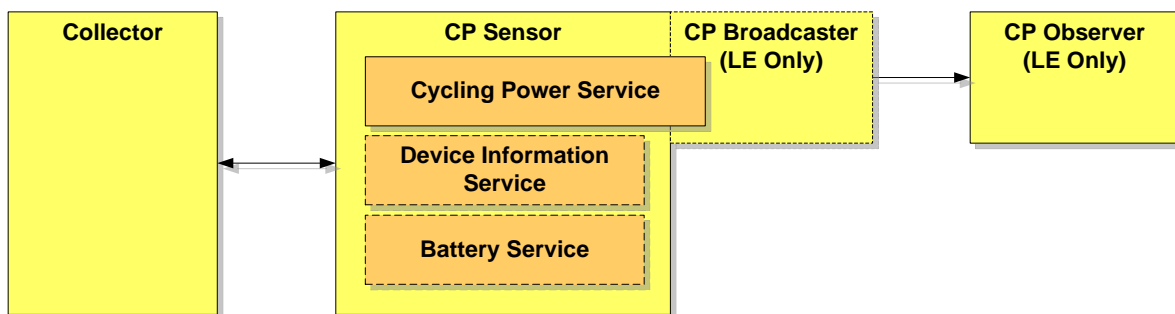 Collector
CP Sensor
CP Broadcaster
(LE Only)
CP Observer
(LE Only)
Cycling Power Service
Device Information
Service
Battery Service